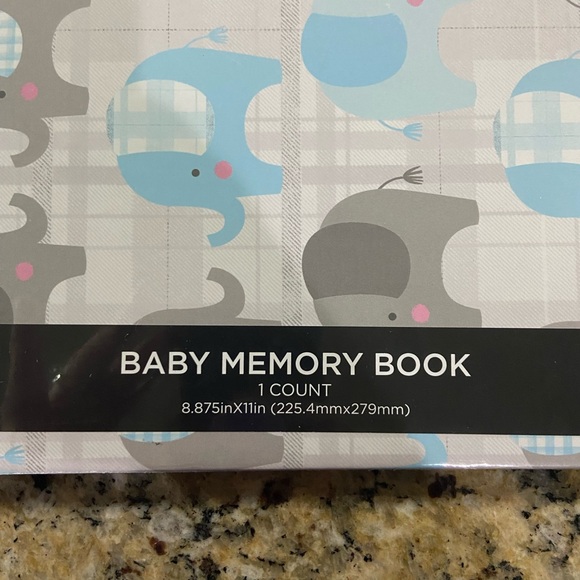 BABY MEMORY BOOK
1 COUNT
8.875inX11in (225.4mmx279mm)